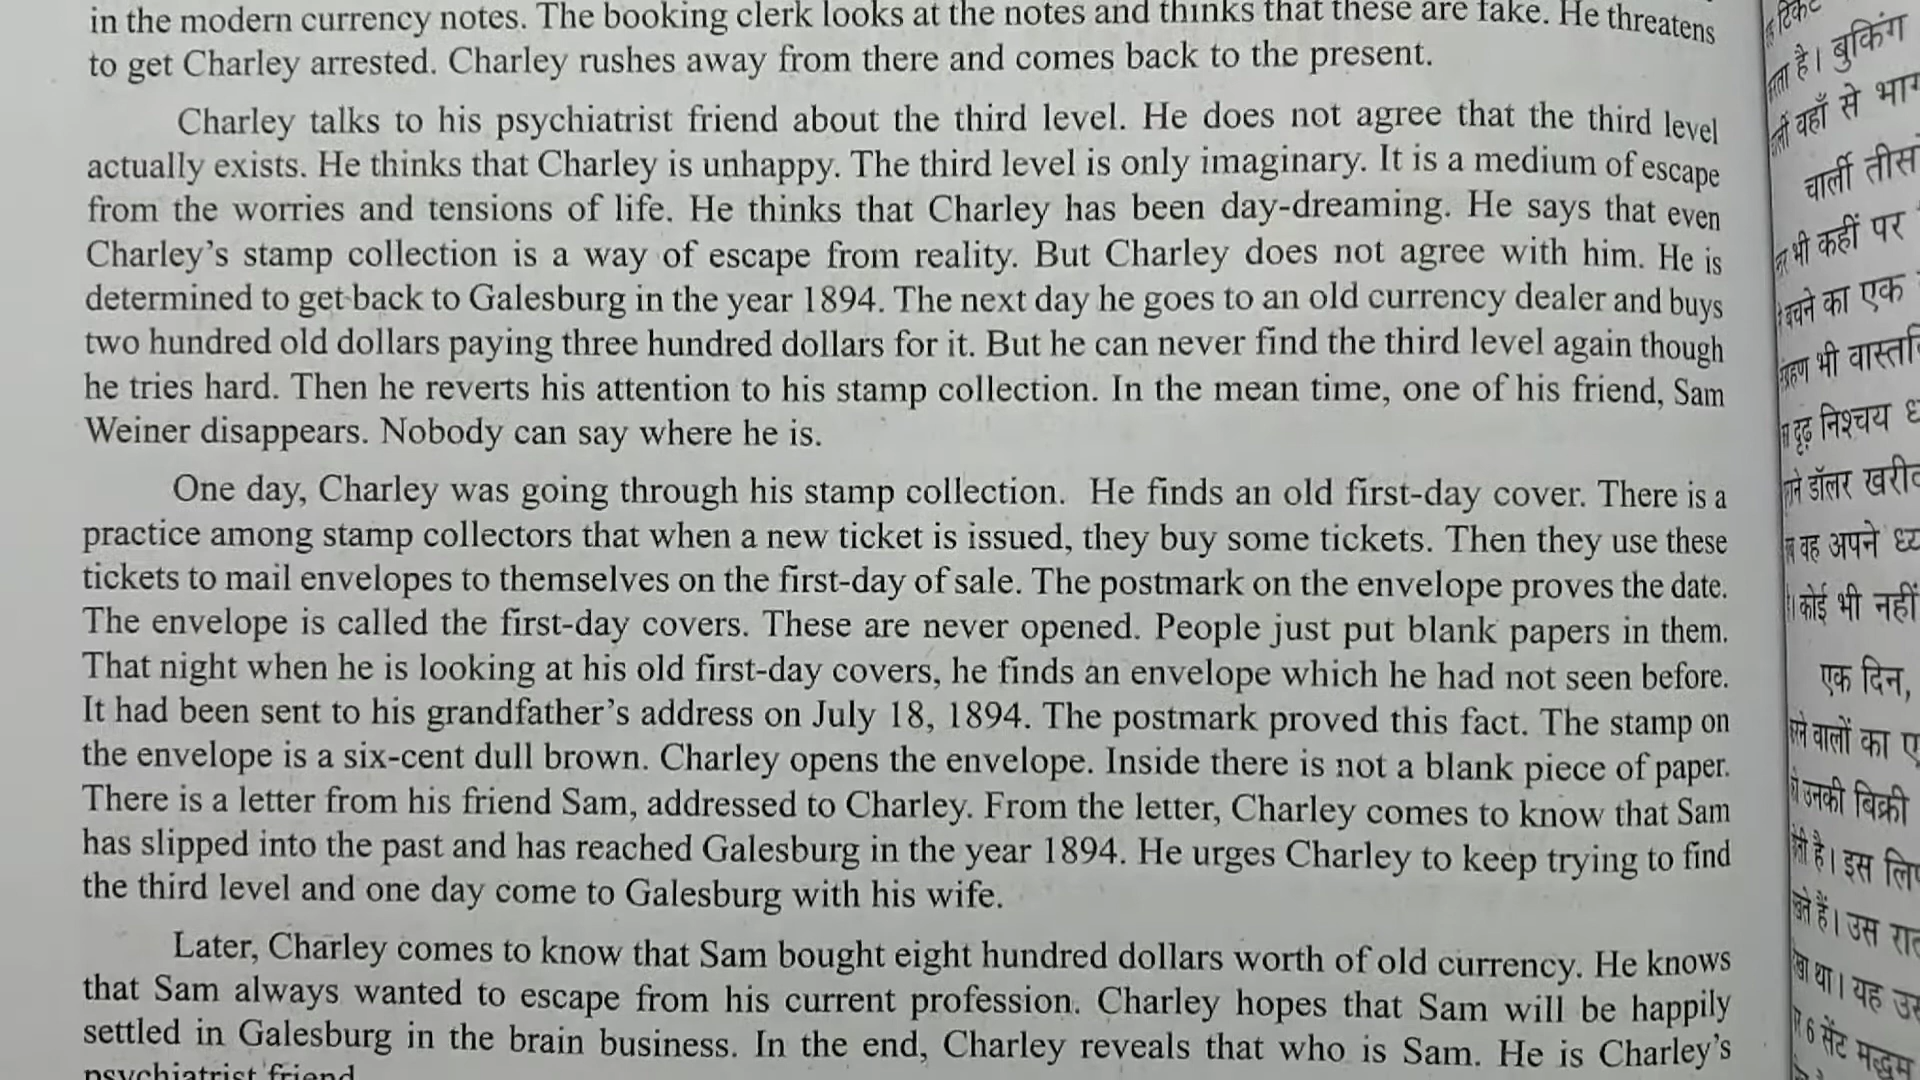 in the modern currency notes. The booking clerk looks at the notes and thinks that these are fake. He threatens
to get Charley arrested. Charley rushes away from there and comes back to the present.
Charley talks to his psychiatrist friend about the third level. He does not agree that the third level
actually exists. He thinks that Charley is unhappy. The third level is only imaginary. It is a medium of escape
from the worries and tensions of life. He thinks that Charley has been day-dreaming. He says that even
Charley's stamp collection is a way of escape from reality. But Charley does not agree with him. He is
determined to get back to Galesburg in the year 1894. The next day he goes to an old currency dealer and buys
two hundred old dollars paying three hundred dollars for it. But he can never find the third level again though
he tries hard. Then he reverts his attention to his stamp collection. In the mean time, one of his friend, Sam
Weiner disappears. Nobody can say where he is.
One day, Charley was going through his stamp collection. He finds an old first-day cover. There is a
practice among stamp collectors that when a new ticket is issued, they buy some tickets. Then they use these
tickets to mail envelopes to themselves on the first-day of sale. The postmark on the envelope proves the date.
The envelope is called the first-day covers. These are never opened. People just put blank papers in them.
That night when he is looking at his old first-day covers, he finds an envelope which he had not seen before.
It had been sent to his grandfather's address on July 18, 1894. The postmark proved this fact. The stamp on
the envelope is a six-cent dull brown. Charley opens the envelope. Inside there is not a blank piece of paper.
There is a letter from his friend Sam, addressed to Charley. From the letter, Charley comes to know that Sam
has slipped into the past and has reached Galesburg in the year 1894. He urges Charley to keep trying to find
the third level and one day come to Galesburg with his wife.
Later, Charley comes to know that Sam bought eight hundred dollars worth of old currency. He knows
that Sam always wanted to escape from his current profession. Charley hopes that Sam will be happily
settled in Galesburg in the brain business. In the end, Charley reveals that who is Sam. He is Charley's
psychiatrist friend.
है। बुकिंग
वहाँ से
चार्ली
भी कहीं पर
का एक
भी
दृढ़ निश्चय
डॉलर
वह अपने
कोई भी नहीं
एक दिन,
वालों का
उनकी बिक्री
है। इस
हैं। उस
था। यह
6 सेंट मद्धम